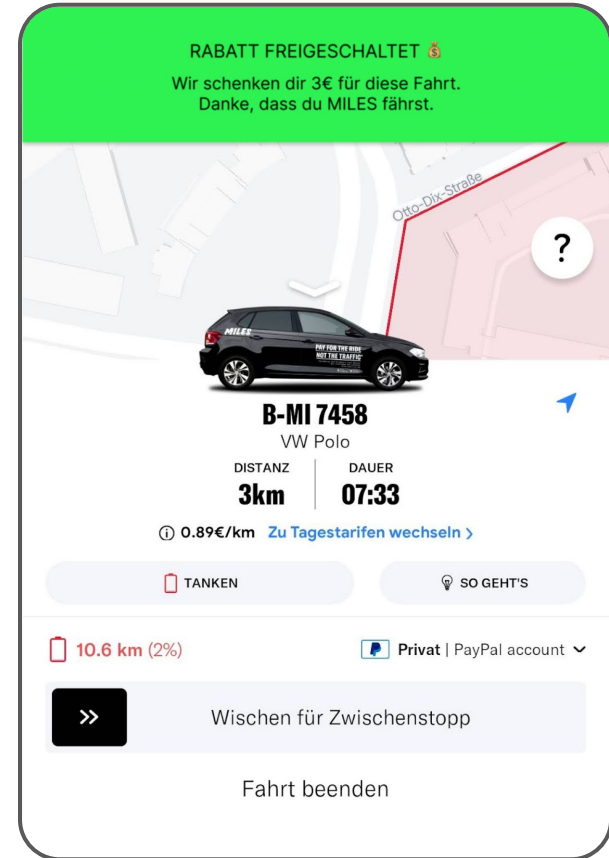 RABATT FREIGESCHALTET 💰
Wir schenken dir 3€ für diese Fahrt.
Danke, dass du MILES fährst.
Otto-Dix-Straße
?
MILES
PAY FOR THE RIDE
NOT THE TRAFFIC
B-MI 7458
VW Polo
DISTANZ DAUER
3km 07:33
0.89€/km Zu Tagestarifen wechseln >
TANKEN SO GEHT'S
10.6 km (2%) Privat | PayPal account
Wischen für Zwischenstopp
Fahrt beenden